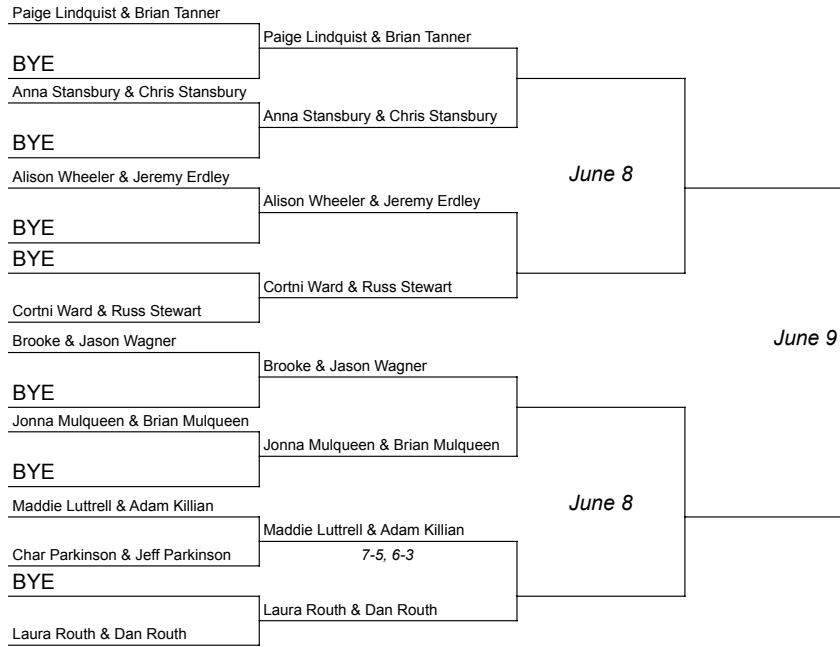 Paige Lindquist & Brian Tanner
Paige Lindquist & Brian Tanner
BYE
Anna Stansbury & Chris Stansbury
Anna Stansbury & Chris Stansbury
BYE
June 8
Alison Wheeler & Jeremy Erdley
Alison Wheeler & Jeremy Erdley
BYE
BYE
Cortni Ward & Russ Stewart
Cortni Ward & Russ Stewart
June 9
Brooke & Jason Wagner
Brooke & Jason Wagner
BYE
Jonna Mulqueen & Brian Mulqueen
Jonna Mulqueen & Brian Mulqueen
BYE
June 8
Maddie Luttrell & Adam Killian
Maddie Luttrell & Adam Killian
Char Parkinson & Jeff Parkinson
7-5, 6-3
BYE
Laura Routh & Dan Routh
Laura Routh & Dan Routh